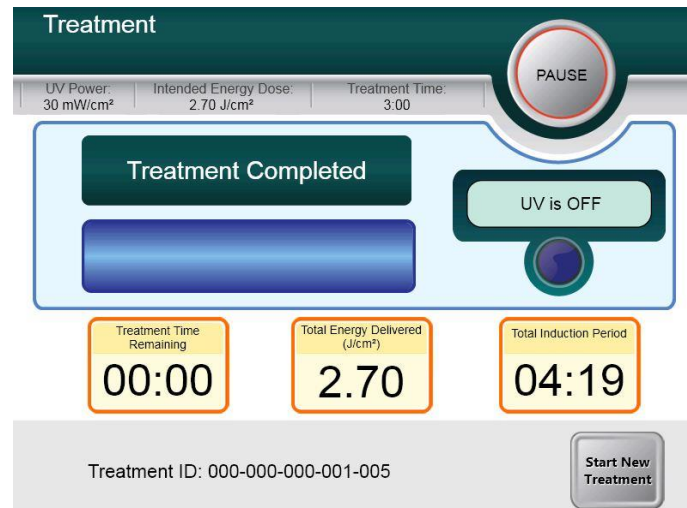 Treatment
PAUSE
UV Power:
30 mW/cm²
Intended Energy Dose:
2.70 J/cm²
Treatment Time:
3:00
Treatment Completed
UV is OFF
Treatment Time
Remaining
00:00
Total Energy Delivered
(J/cm²)
2.70
Total Induction Period
04:19
Treatment ID: 000-000-000-001-005
Start New
Treatment